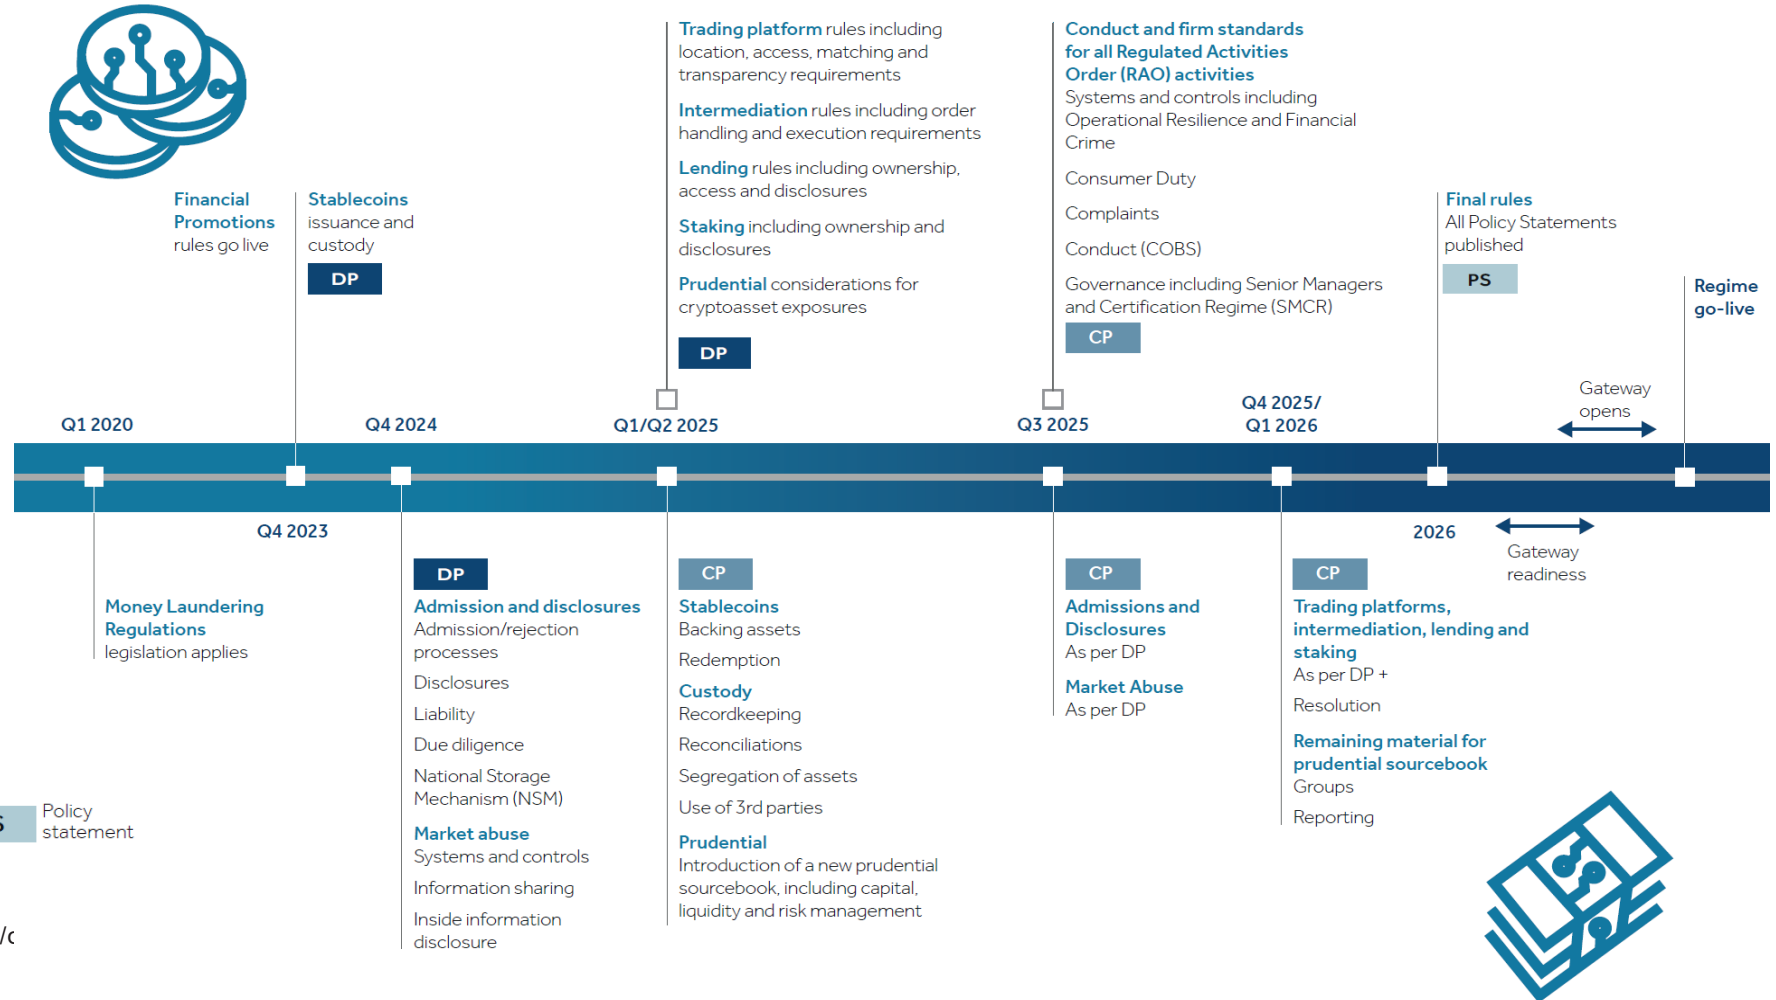 Trading platform rules including
location, access, matching and
transparency requirements
Intermediation rules including order
handling and execution requirements
Lending rules including ownership,
access and disclosures
Staking including ownership and
disclosures
Prudential considerations for
cryptoasset exposures
DP
Conduct and firm standards
for all Regulated Activities
Order (RAO) activities
Systems and controls including
Operational Resilience and Financial
Crime
Consumer Duty
Complaints
Conduct (COBS)
Governance including Senior Managers
and Certification Regime (SMCR)
CP
Financial
Promotions
rules go live
Stablecoins
issuance and
custody
DP
Final rules
All Policy Statements
published
PS
Regime
go-live
Gateway
opens
Q1 2020
Q4 2024
Q1/Q2 2025
Q3 2025
Q4 2025/
Q1 2026
Q4 2023
2026
Gateway
readiness
Money Laundering
Regulations
legislation applies
DP
Admission and disclosures
Admission/rejection
processes
Disclosures
Liability
Due diligence
National Storage
Mechanism (NSM)
Market abuse
Systems and controls
Information sharing
Inside information
disclosure
CP
Stablecoins
Backing assets
Redemption
Custody
Recordkeeping
Reconciliations
Segregation of assets
Use of 3rd parties
Prudential
Introduction of a new prudential
sourcebook, including capital,
liquidity and risk management
CP
Admissions and
Disclosures
As per DP
Market Abuse
As per DP
CP
Trading platforms,
intermediation, lending and
staking
As per DP +
Resolution
Remaining material for
prudential sourcebook
Groups
Reporting
Policy
statement